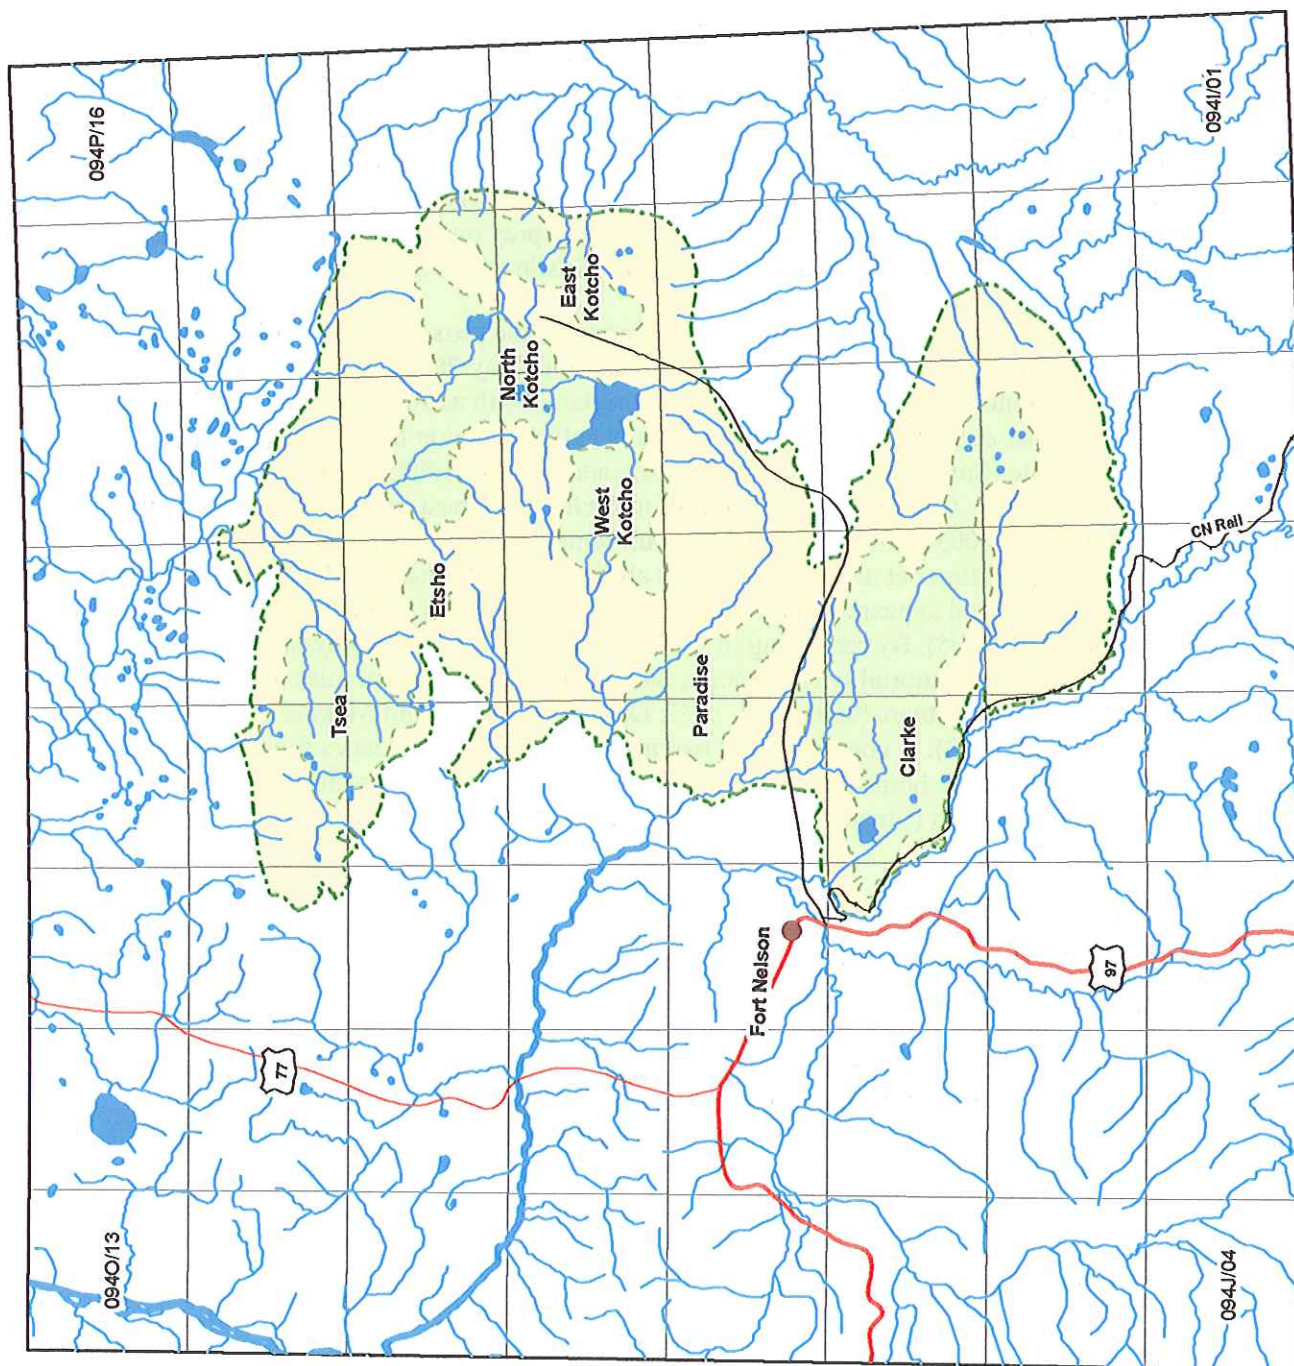 094O/13
094P/16
77
Tsea
Etsho
North
Kotcho
East
Kotcho
West
Kotcho
Paradise
Fort Nelson
Clarke
97
CN Rail
094J/04
094I/01